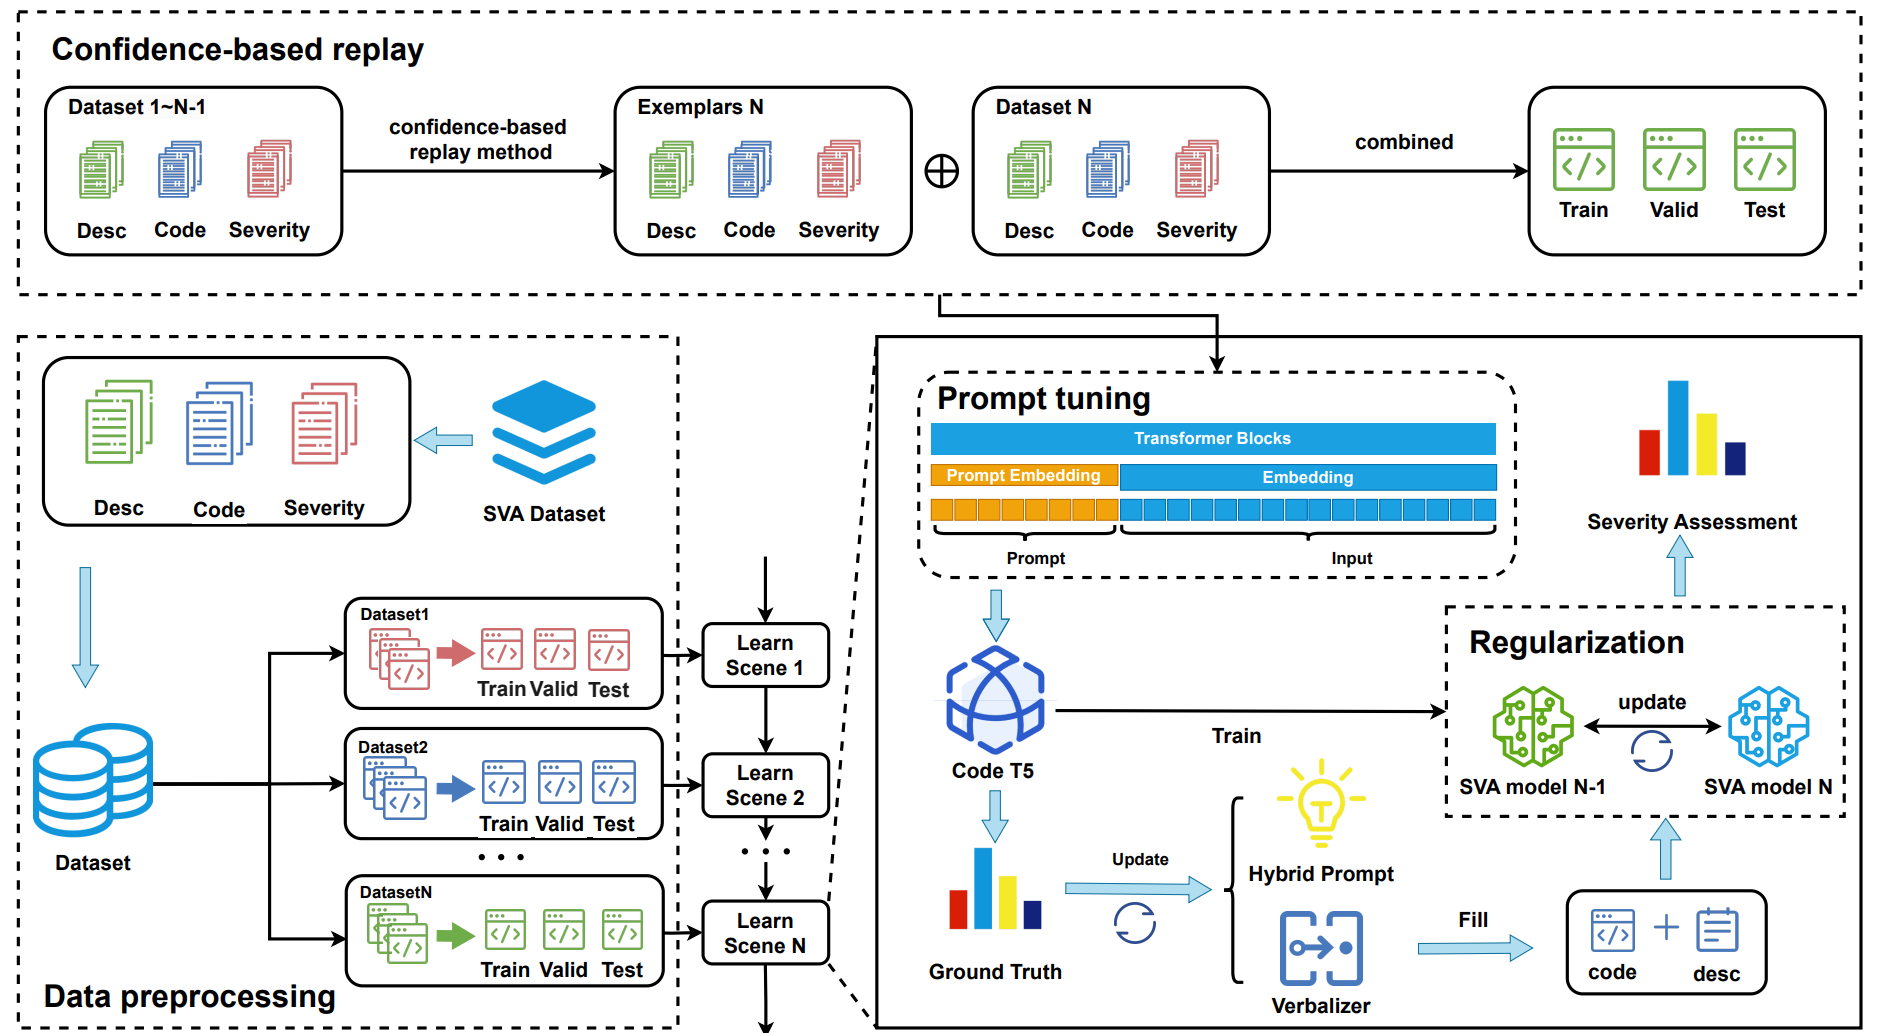 Confidence-based replay
Dataset 1~N-1
Desc
Code
Severity
confidence-based
replay method
Exemplars N
Desc
Code
Severity
Dataset N
Desc
Code
Severity
combined
Train
Valid
Test
Desc
Code
Severity
SVA Dataset
Dataset
Dataset1
Train Valid Test
Dataset2
Train Valid Test
DatasetN
Train Valid Test
Data preprocessing
Learn
Scene 1
Learn
Scene 2
Learn
Scene N
Prompt tuning
Transformer Blocks
Prompt Embedding
Embedding
Prompt
Input
Code T5
Train
Ground Truth
Update
Hybrid Prompt
Verbalizer
Fill
code
desc
Regularization
update
SVA model N-1
SVA model N
Severity Assessment